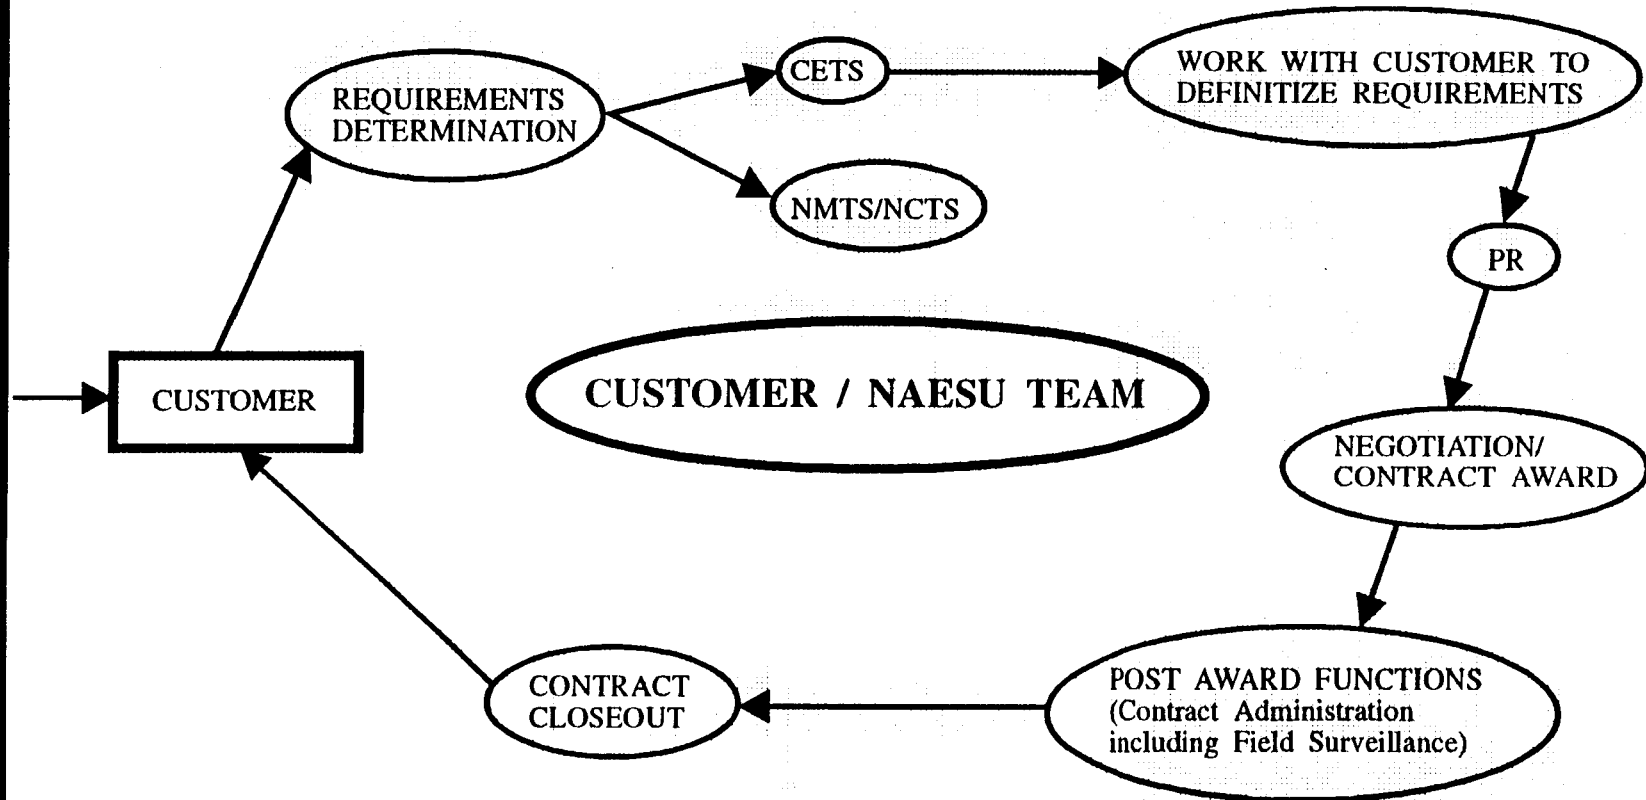 REQUIREMENTS
DETERMINATION
CETS
WORK WITH CUSTOMER TO
DEFINITIZE REQUIREMENTS
NMTS/NCTS
PR
CUSTOMER
CUSTOMER / NAESU TEAM
NEGOTIATION/
CONTRACT AWARD
CONTRACT
CLOSEOUT
POST AWARD FUNCTIONS
(Contract Administration
including Field Surveillance)